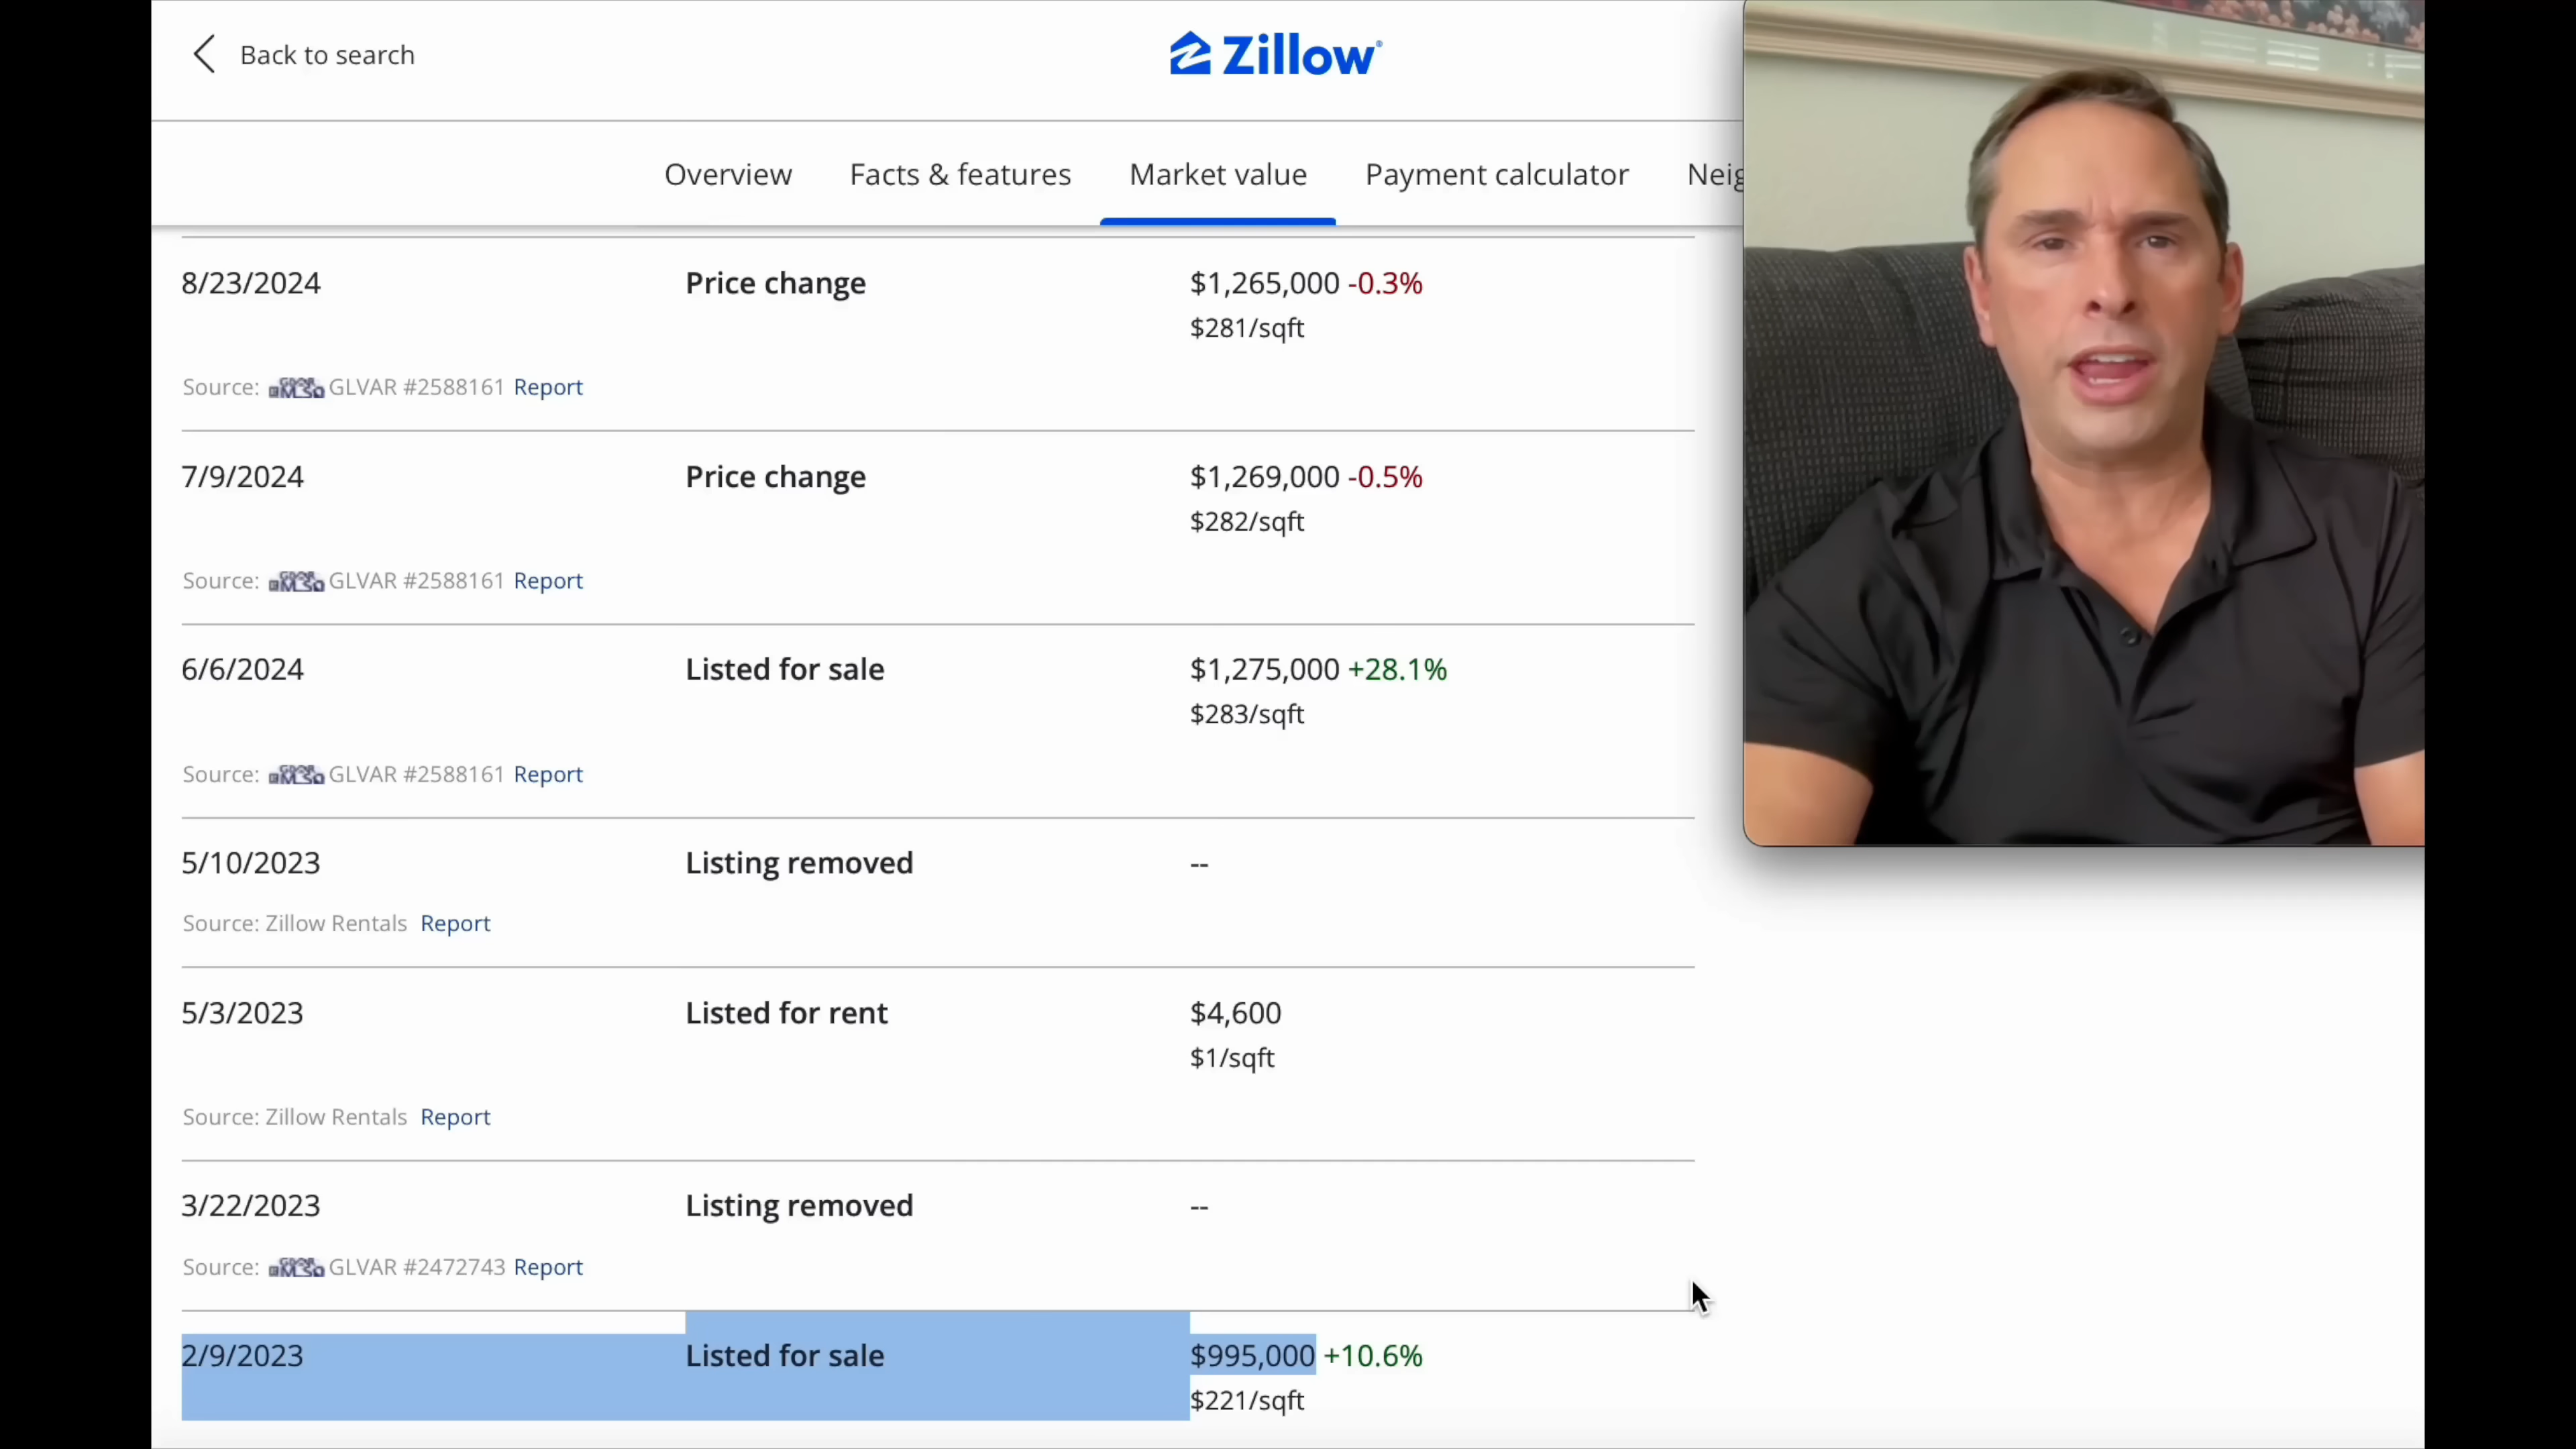 Back to search
Zillow
Overview Facts & features Market value Payment calculator Neig
8/23/2024 Price change $1,265,000 -0.3%
$281/sqft
Source: GLVAR #2588161 Report
7/9/2024 Price change $1,269,000 -0.5%
$282/sqft
Source: GLVAR #2588161 Report
6/6/2024 Listed for sale $1,275,000 +28.1%
$283/sqft
Source: GLVAR #2588161 Report
5/10/2023 Listing removed --
Source: Zillow Rentals Report
5/3/2023 Listed for rent $4,600
$1/sqft
Source: Zillow Rentals Report
3/22/2023 Listing removed --
Source: GLVAR #2472743 Report
2/9/2023 Listed for sale $995,000 +10.6%
$221/sqft